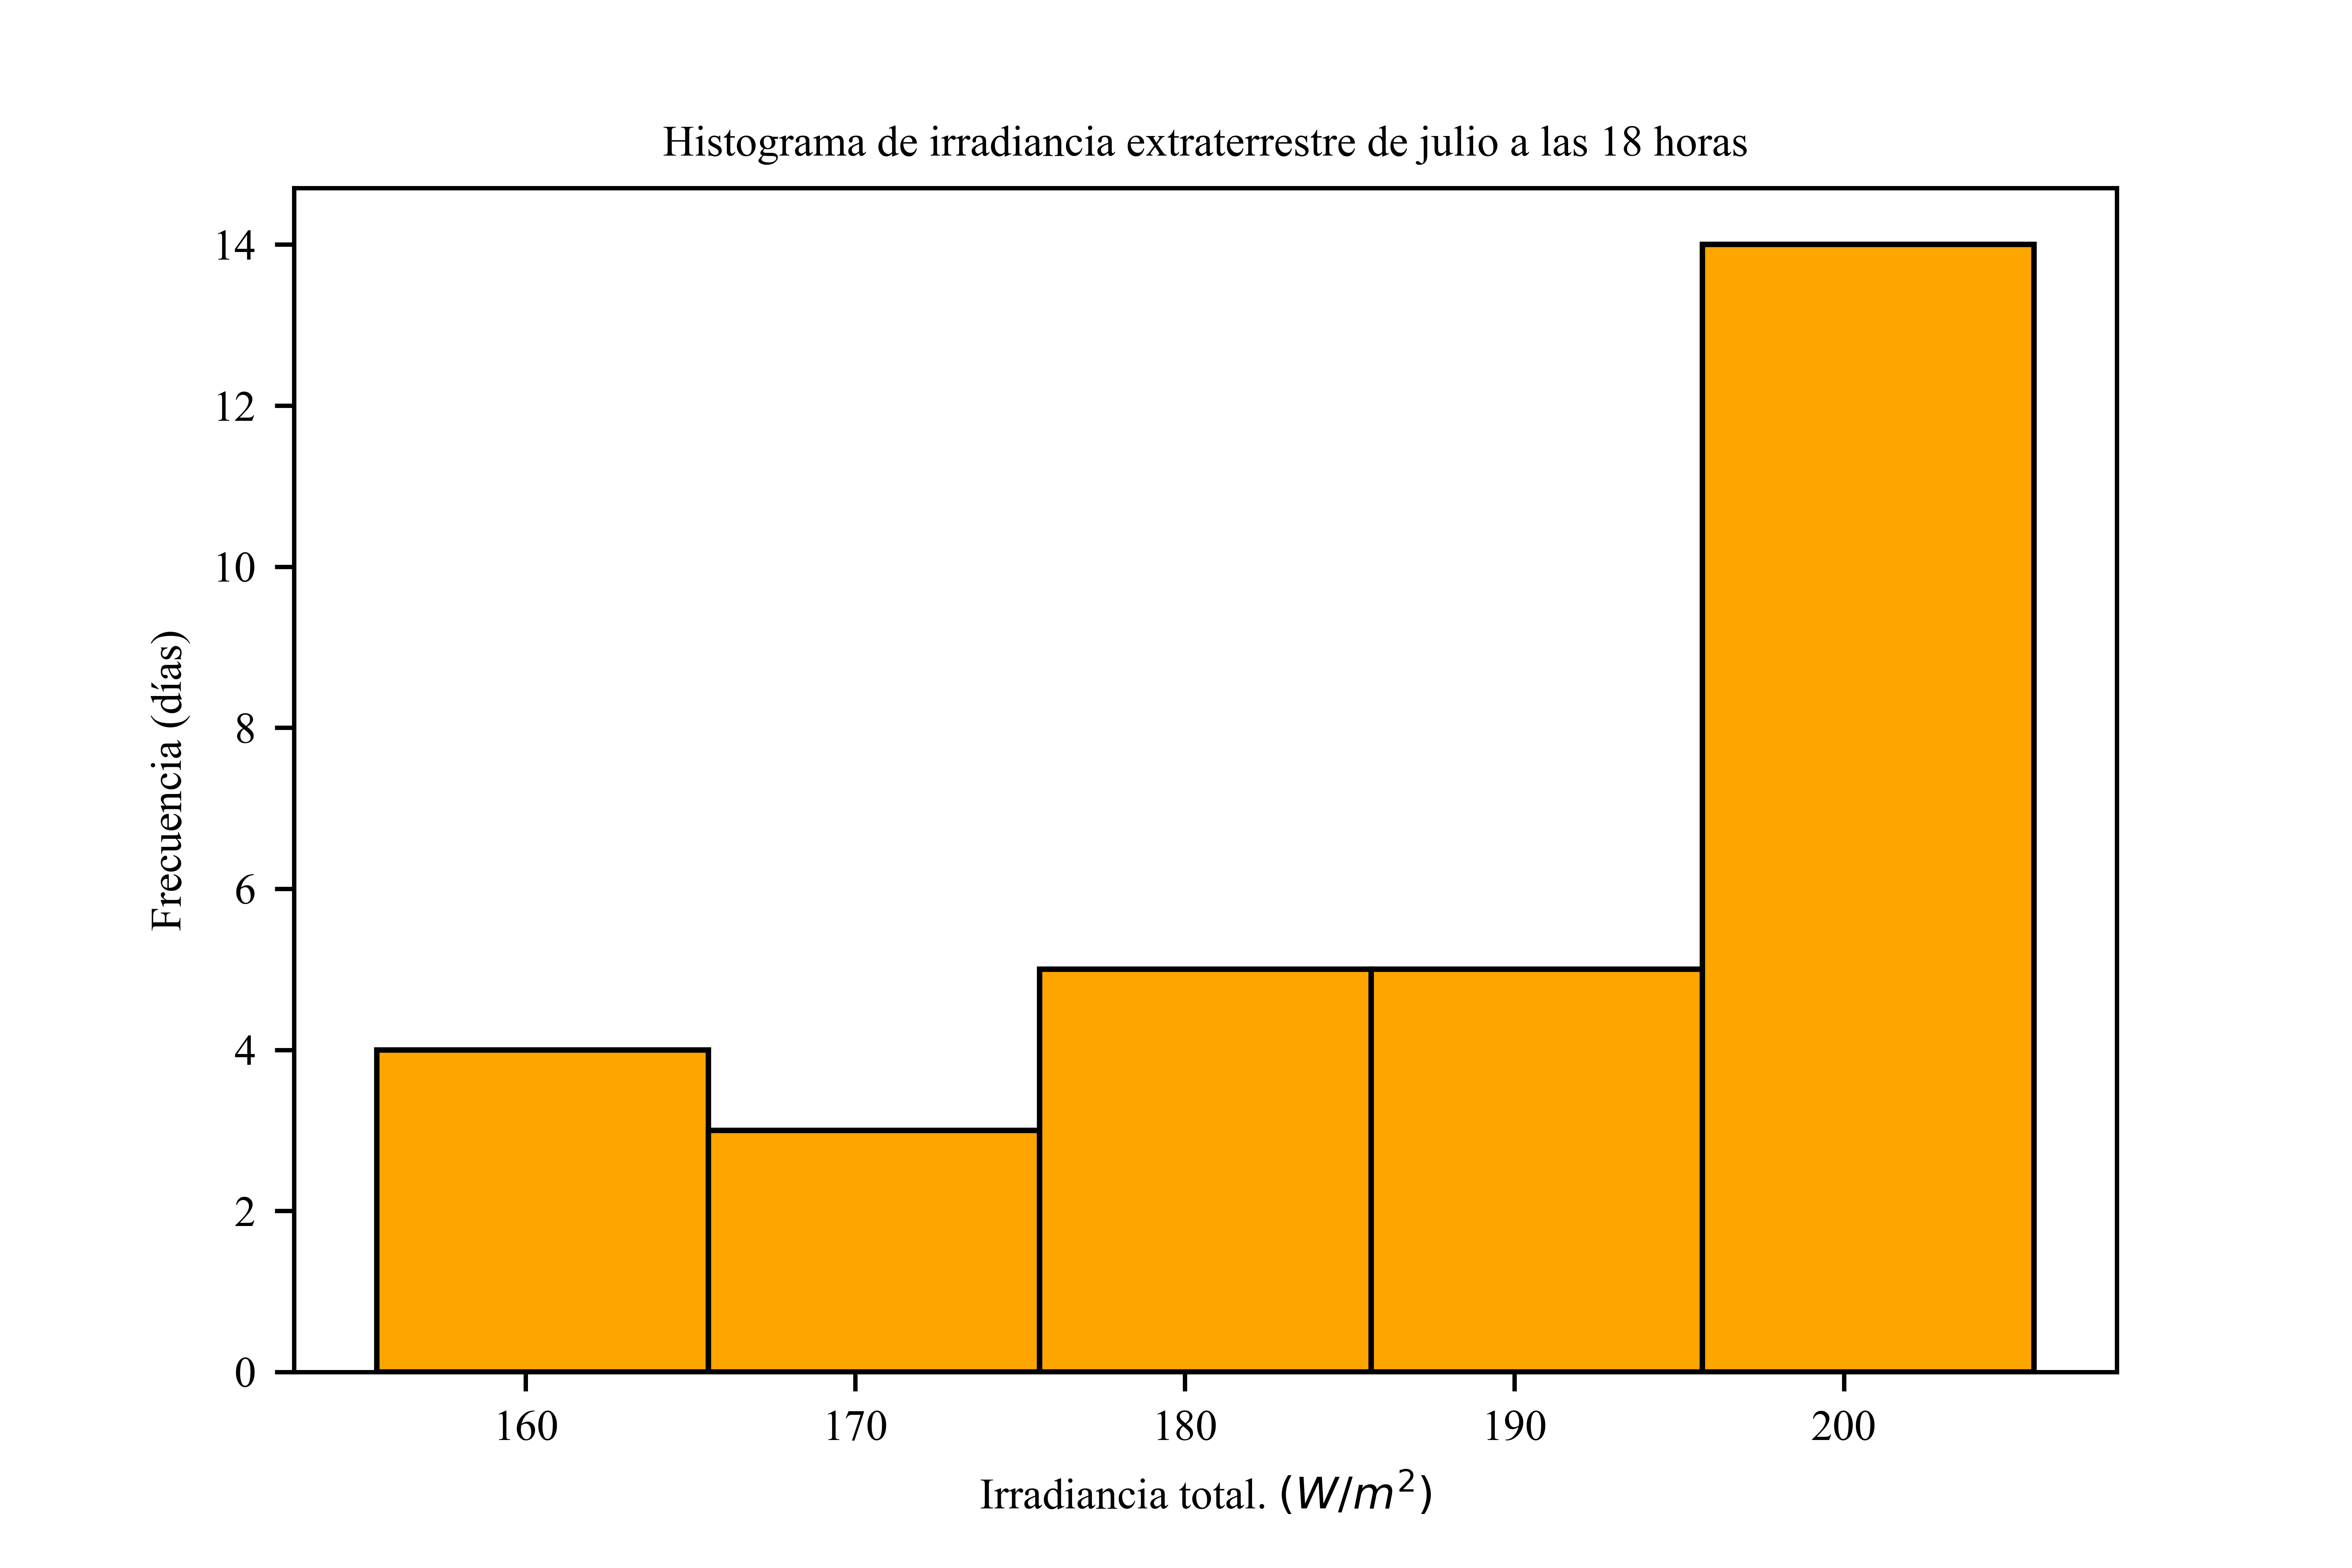 Histograma de irradiancia extraterrestre de julio a las 18 horas
14
12
10
8
6
4
2
0
Frecuencia (días)
160 170 180 190 200
Irradiancia total. (W/m²)